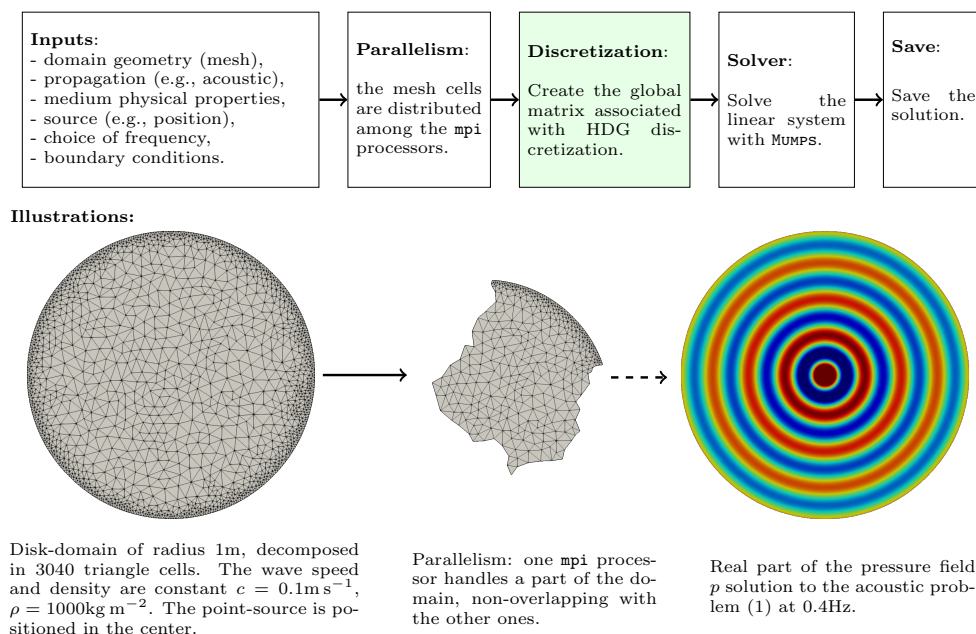 Inputs:
- domain geometry (mesh),
- propagation (e.g., acoustic),
- medium physical properties,
- source (e.g., position),
- choice of frequency,
- boundary conditions.
Parallelism:
the mesh cells
are distributed
among the mpi
processors.
Discretization:
Create the global
matrix associated
with HDG dis-
cretization.
Solver:
Solve the
linear system
with MUMPS.
Save:
Save the
solution.
Illustrations:
Disk-domain of radius 1m, decomposed
in 3040 triangle cells. The wave speed
and density are constant c = 0.1m s⁻¹,
ρ = 1000kg m⁻². The point-source is po-
sitioned in the center.
Parallelism: one mpi proces-
sor handles a part of the do-
main, non-overlapping with
the other ones.
Real part of the pressure field
p solution to the acoustic prob-
lem (1) at 0.4Hz.